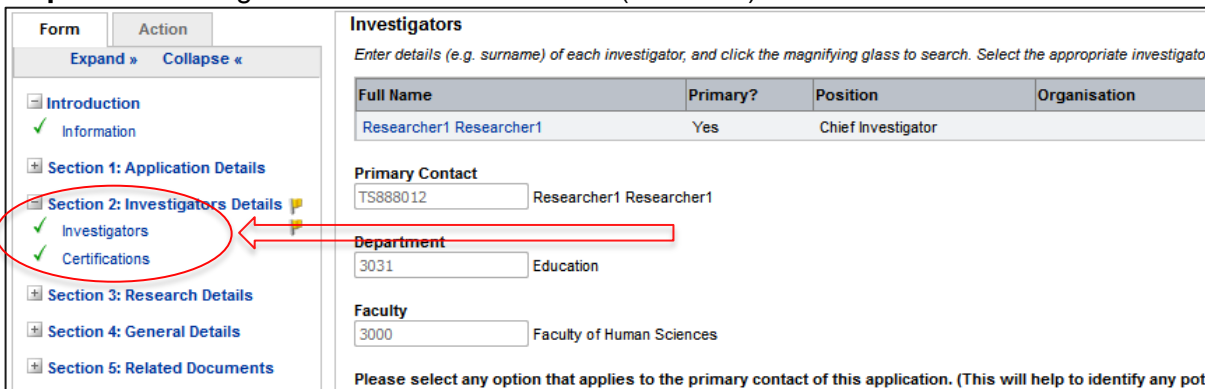 Form Action
Expand » Collapse «
Introduction
Information
Section 1: Application Details
Section 2: Investigators Details
Investigators
Certifications
Section 3: Research Details
Section 4: General Details
Section 5: Related Documents
Investigators
Enter details (e.g. surname) of each investigator, and click the magnifying glass to search. Select the appropriate investigato
Full Name Primary? Position Organisation
Researcher1 Researcher1 Yes Chief Investigator
Primary Contact
TS888012 Researcher1 Researcher1
Department
3031 Education
Faculty
3000 Faculty of Human Sciences
Please select any option that applies to the primary contact of this application. (This will help to identify any pot